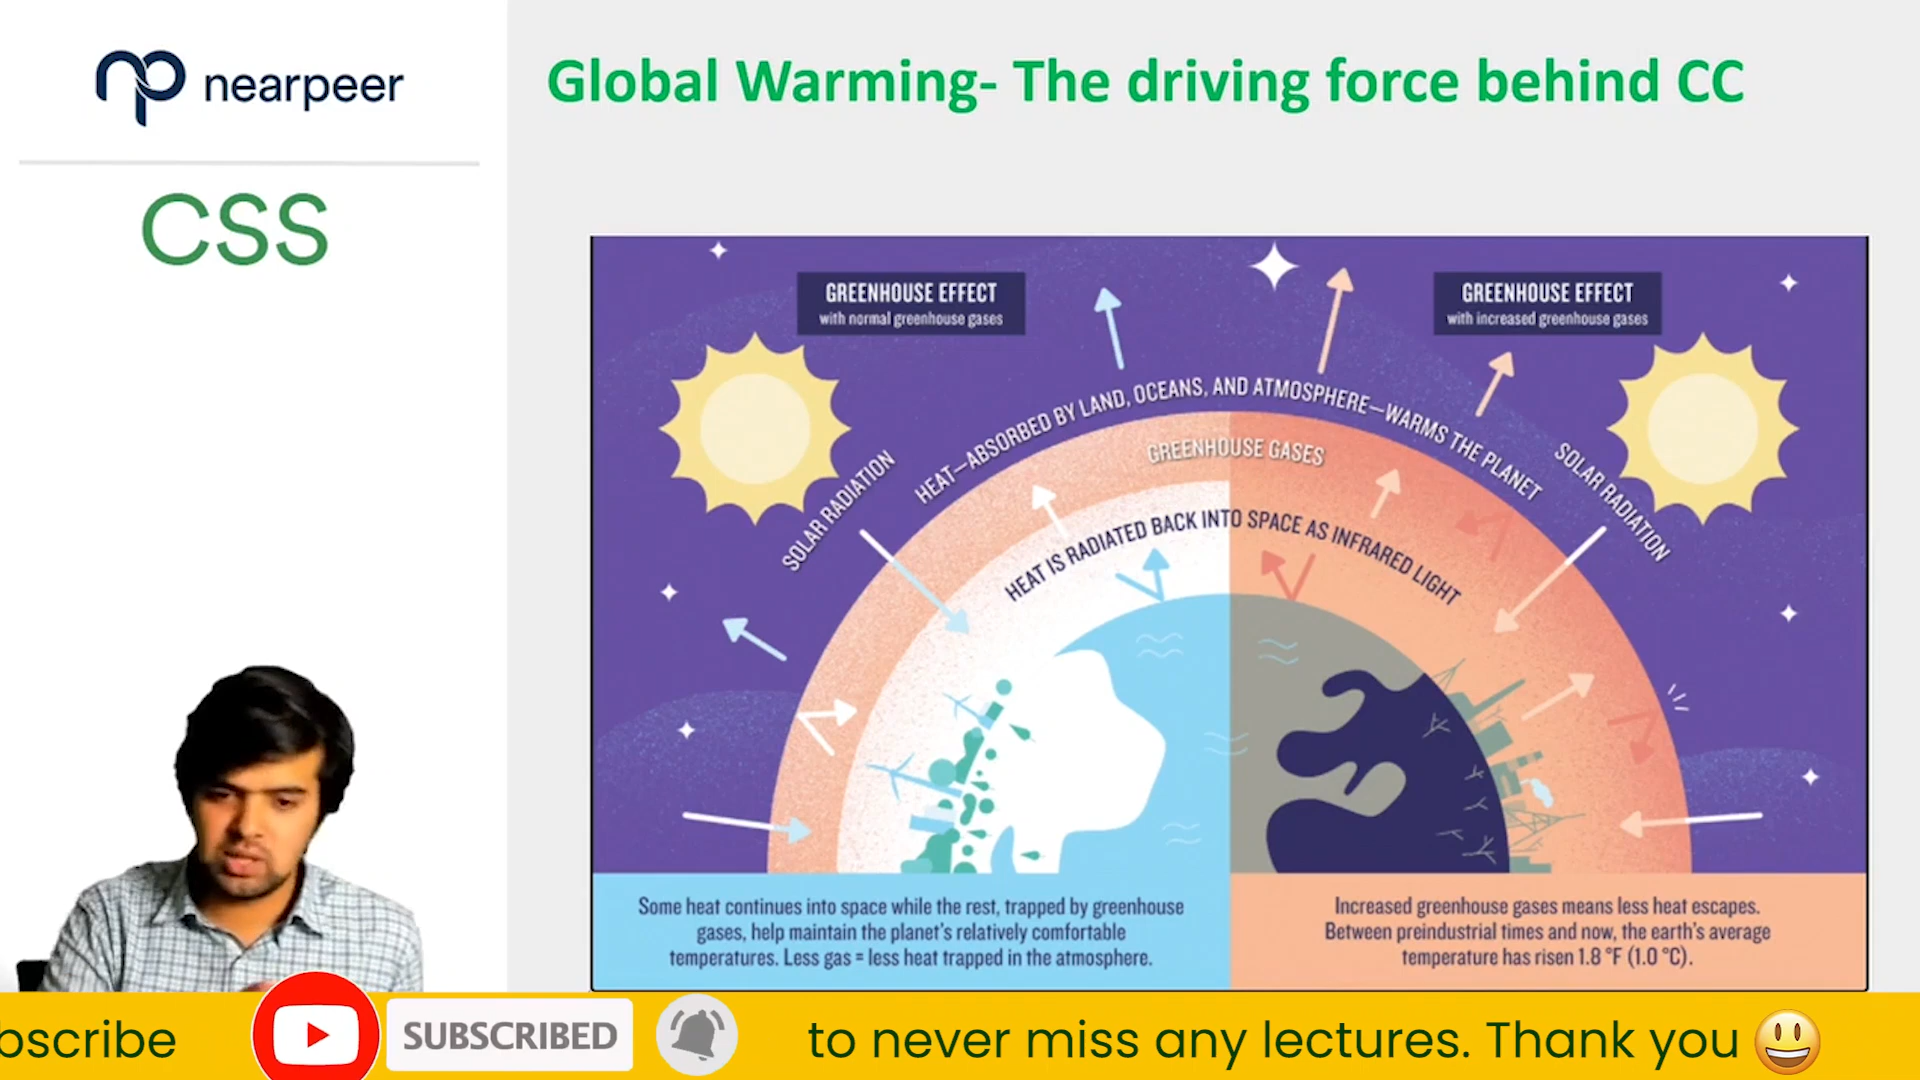 nearpeer
CSS
Global Warming- The driving force behind CC
GREENHOUSE EFFECT
with normal greenhouse gases
GREENHOUSE EFFECT
with increased greenhouse gases
SOLAR RADIATION
HEAT—ABSORBED BY LAND, OCEANS, AND ATMOSPHERE—WARMS THE PLANET
SOLAR RADIATION
GREENHOUSE GASES
HEAT IS RADIATED BACK INTO SPACE AS INFRARED LIGHT
Some heat continues into space while the rest, trapped by greenhouse
gases, help maintain the planet's relatively comfortable
temperatures. Less gas = less heat trapped in the atmosphere.
Increased greenhouse gases means less heat escapes.
Between preindustrial times and now, the earth's average
temperature has risen 1.8 °F (1.0 °C).
bscribe
SUBSCRIBED
to never miss any lectures. Thank you